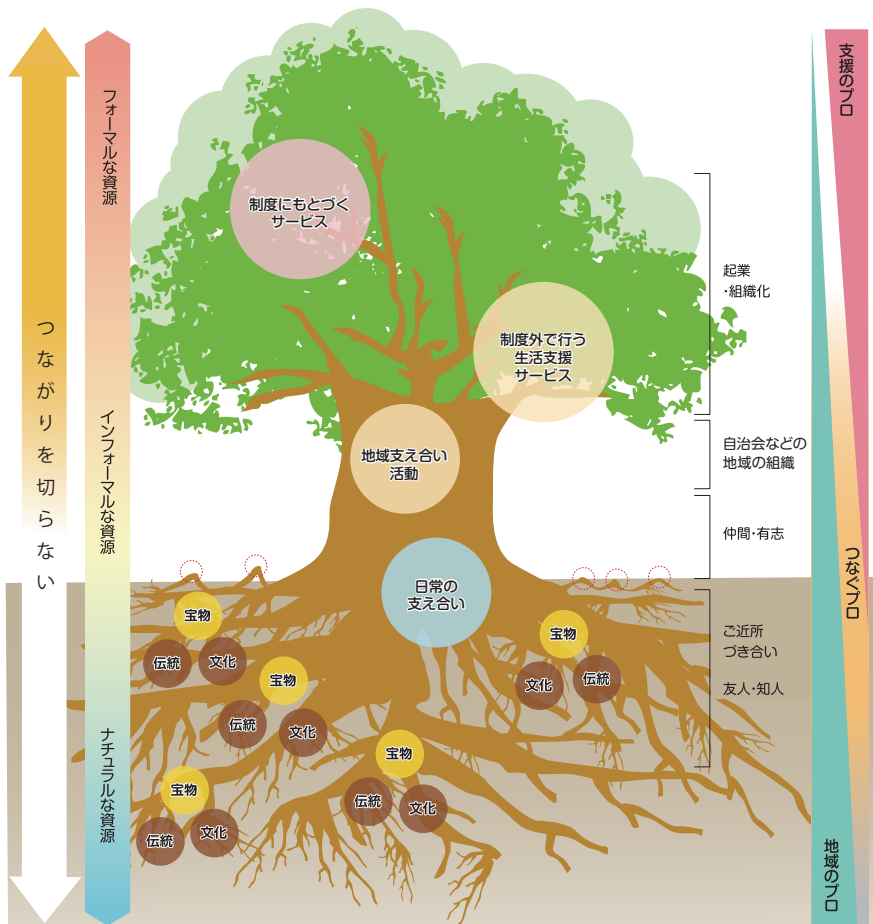 つながりを切らない
フォーマルな資源
インフォーマルな資源
ナチュラルな資源
制度にもとづく
サービス
制度外で行う
生活支援
サービス
地域支え合い
活動
日常の
支え合い
宝物
伝統
文化
宝物
伝統
文化
宝物
伝統
文化
宝物
伝統
文化
宝物
文化
伝統
起業
・組織化
自治会などの
地域の組織
仲間・有志
ご近所
づき合い
友人・知人
支援のプロ
つなぐプロ
地域のプロ